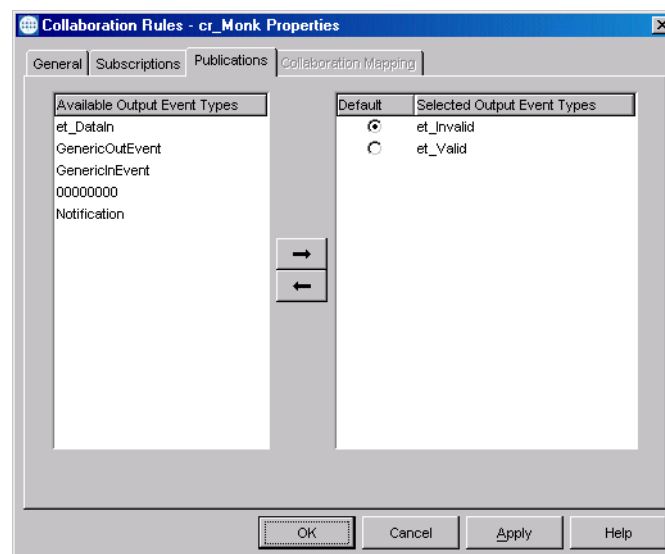 Collaboration Rules - cr_Monk Properties
General
Subscriptions
Publications
Collaboration Mapping
Available Output Event Types
et_DataIn
GenericOutEvent
GenericInEvent
00000000
Notification
Default
Selected Output Event Types
et_Invalid
et_Valid
OK
Cancel
Apply
Help